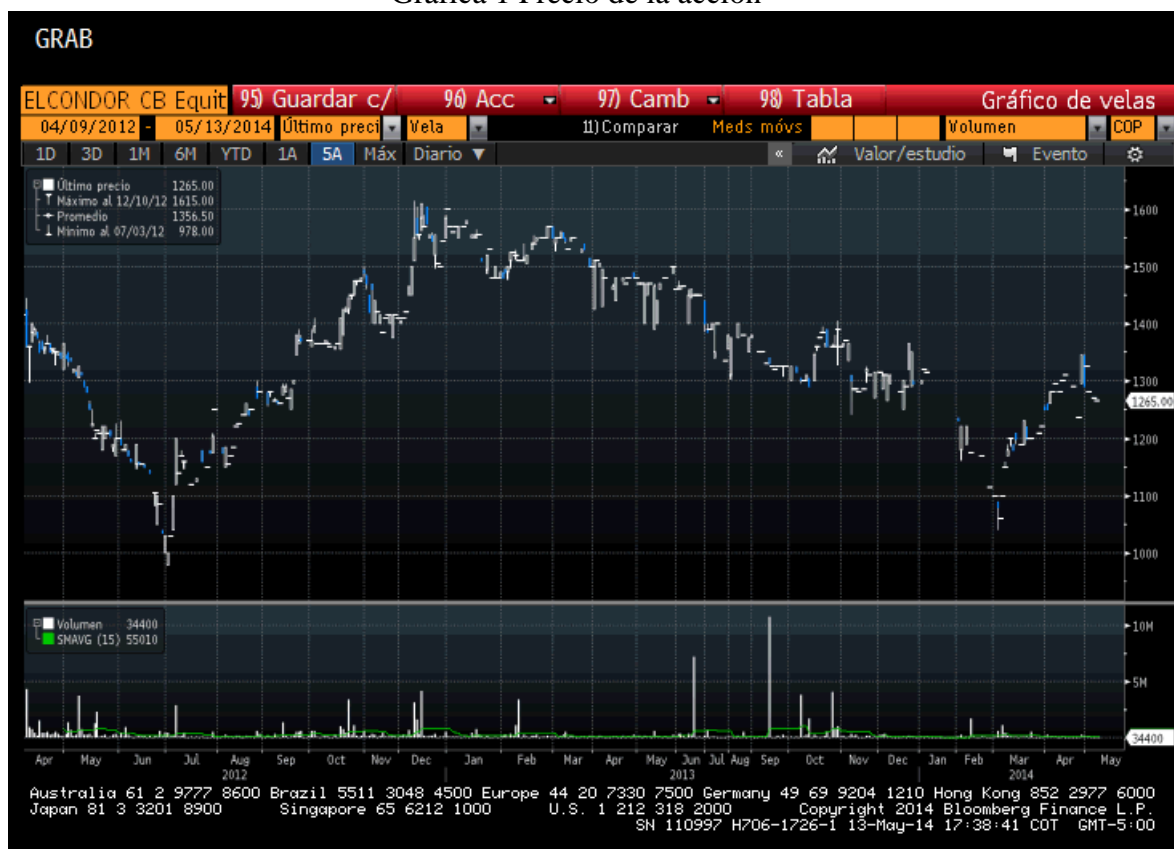 Gráfica 1 Precio de la acción
GRAB
ELCONDOR CB Equit 95) Guardar c/ 96) Acc 97) Camb 98) Tabla Gráfico de velas
04/09/2012 - 05/13/2014 Último preci Vela 11) Comparar Meds móvs Volumen COP
1D 3D 1M 6M YTD 1A 5A Máx Diario ▼ « Valor/estudio Evento
Último precio 1265.00
Máximo al 12/10/12 1615.00
Promedio 1356.50
Mínimo al 07/03/12 978.00
1600
1500
1400
1300
1265.00
1200
1100
1000
Volumen 34400
SMAVG (15) 55010
10M
5M
34400
Apr May Jun Jul Aug Sep Oct Nov Dec Jan Feb Mar Apr May Jun Jul Aug Sep Oct Nov Dec Jan Feb Mar Apr May
2012 2013 2014
Australia 61 2 9777 8600 Brazil 5511 3048 4500 Europe 44 20 7330 7500 Germany 49 69 9204 1210 Hong Kong 852 2977 6000
Japan 81 3 3201 8900 Singapore 65 6212 1000 U.S. 1 212 318 2000 Copyright 2014 Bloomberg Finance L.P.
SN 110997 H706-1726-1 13-May-14 17:38:41 COT GMT-5:00